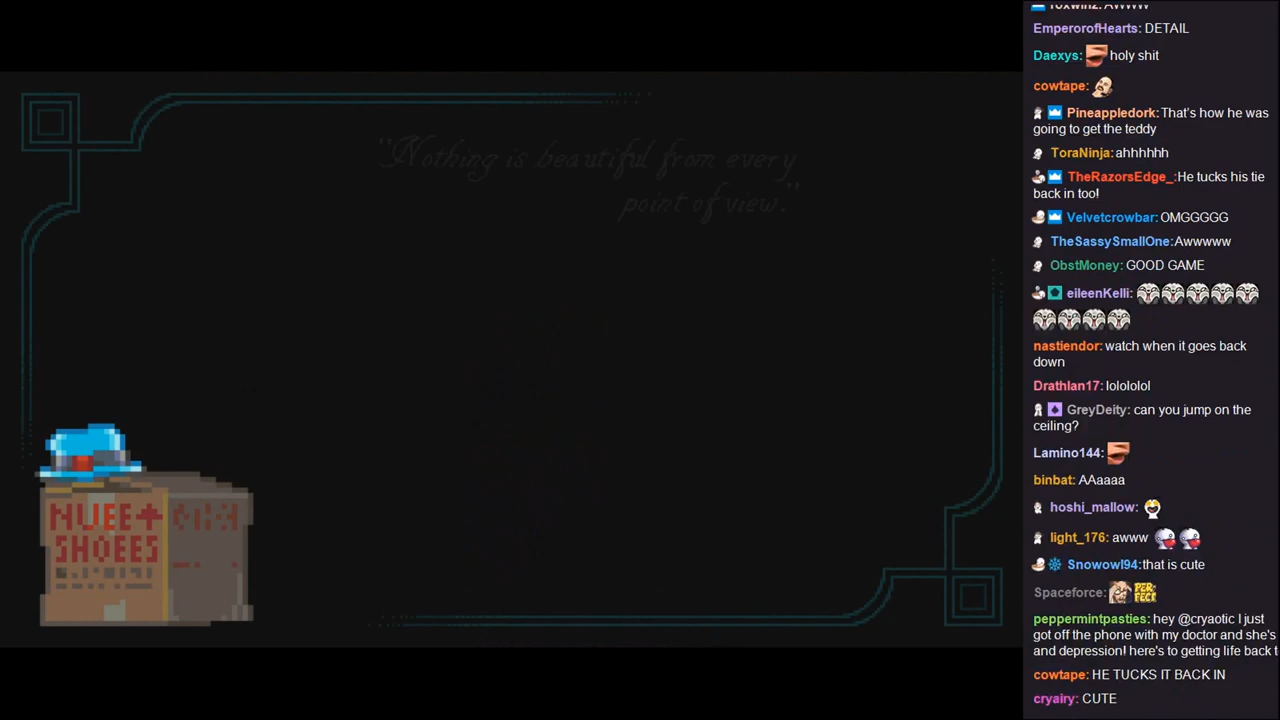 "Nothing is beautiful from every
point of view."
NUEE
SHOEES
EmperorofHearts: DETAIL
Daexys: holy shit
cowtape:
Pineappledork: That's how he was
going to get the teddy
ToraNinja: ahhhhhh
TheRazorsEdge_: He tucks his tie
back in too!
Velvetcrowbar: OMGGGGG
TheSassySmallOne: Awwwww
ObstMoney: GOOD GAME
eileenKelli:
nastiendor: watch when it goes back
down
Drathlan17: lolololol
GreyDeity: can you jump on the
ceiling?
Lamino144:
binbat: AAaaaa
hoshi_mallow:
light_176: awww
Snowowl94: that is cute
Spaceforce: PERFECT
peppermintpasties: hey @cryaotic I just
got off the phone with my doctor and she's
and depression! here's to getting life back t
cowtape: HE TUCKS IT BACK IN
cryairy: CUTE